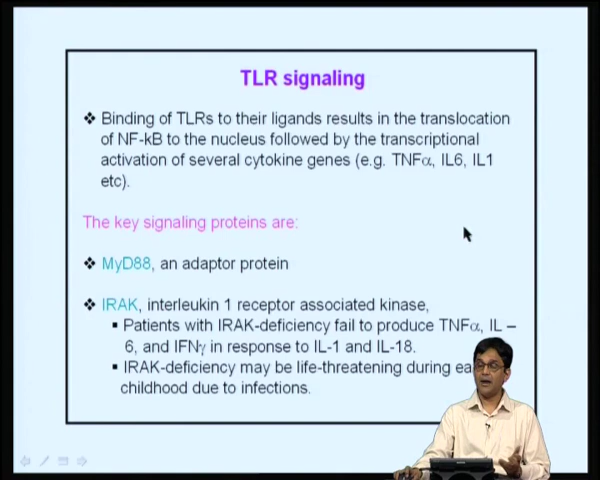 TLR signaling
❖ Binding of TLRs to their ligands results in the translocation
of NF-kB to the nucleus followed by the transcriptional
activation of several cytokine genes (e.g. TNFα, IL6, IL1
etc).
The key signaling proteins are:
❖ MyD88, an adaptor protein
❖ IRAK, interleukin 1 receptor associated kinase,
▪ Patients with IRAK-deficiency fail to produce TNFα, IL –
6, and IFNγ in response to IL-1 and IL-18.
▪ IRAK-deficiency may be life-threatening during
childhood due to infections.